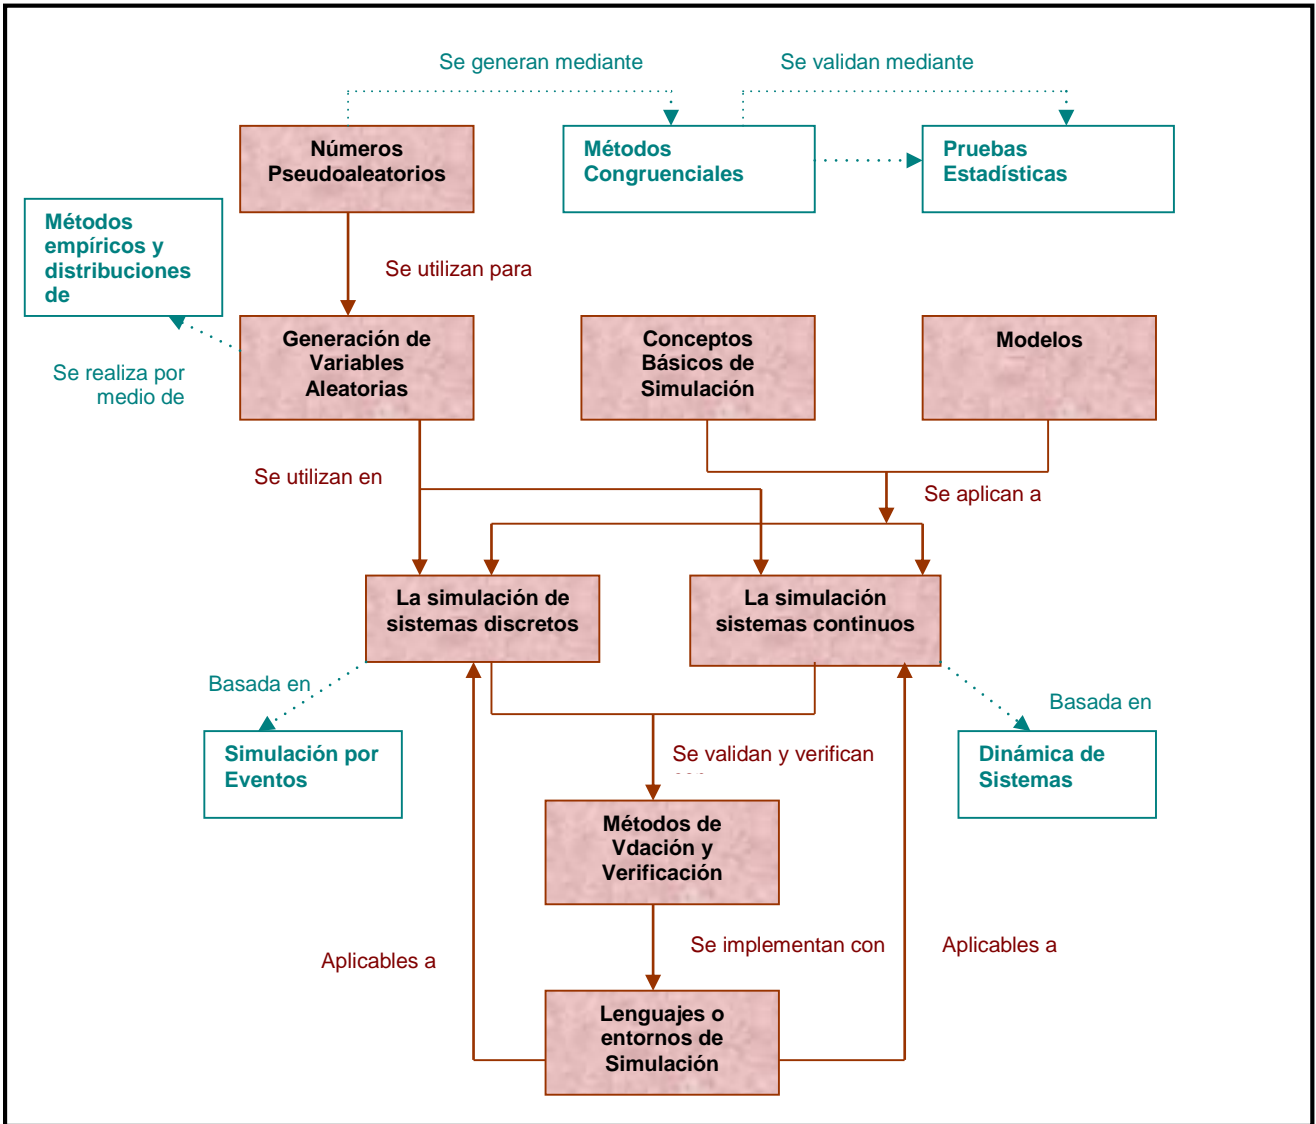 Se generan mediante
Se validan mediante
Números
Pseudoaleatorios
Métodos
Congruenciales
Pruebas
Estadísticas
Métodos
empíricos y
distribuciones
de
Se utilizan para
Se realiza por
medio de
Generación de
Variables
Aleatorias
Conceptos
Básicos de
Simulación
Modelos
Se utilizan en
Se aplican a
La simulación de
sistemas discretos
La simulación
sistemas continuos
Basada en
Basada en
Simulación por
Eventos
Se validan y verifican
Dinámica de
Sistemas
Métodos de
Vdación y
Verificación
Se implementan con
Aplicables a
Aplicables a
Lenguajes o
entornos de
Simulación